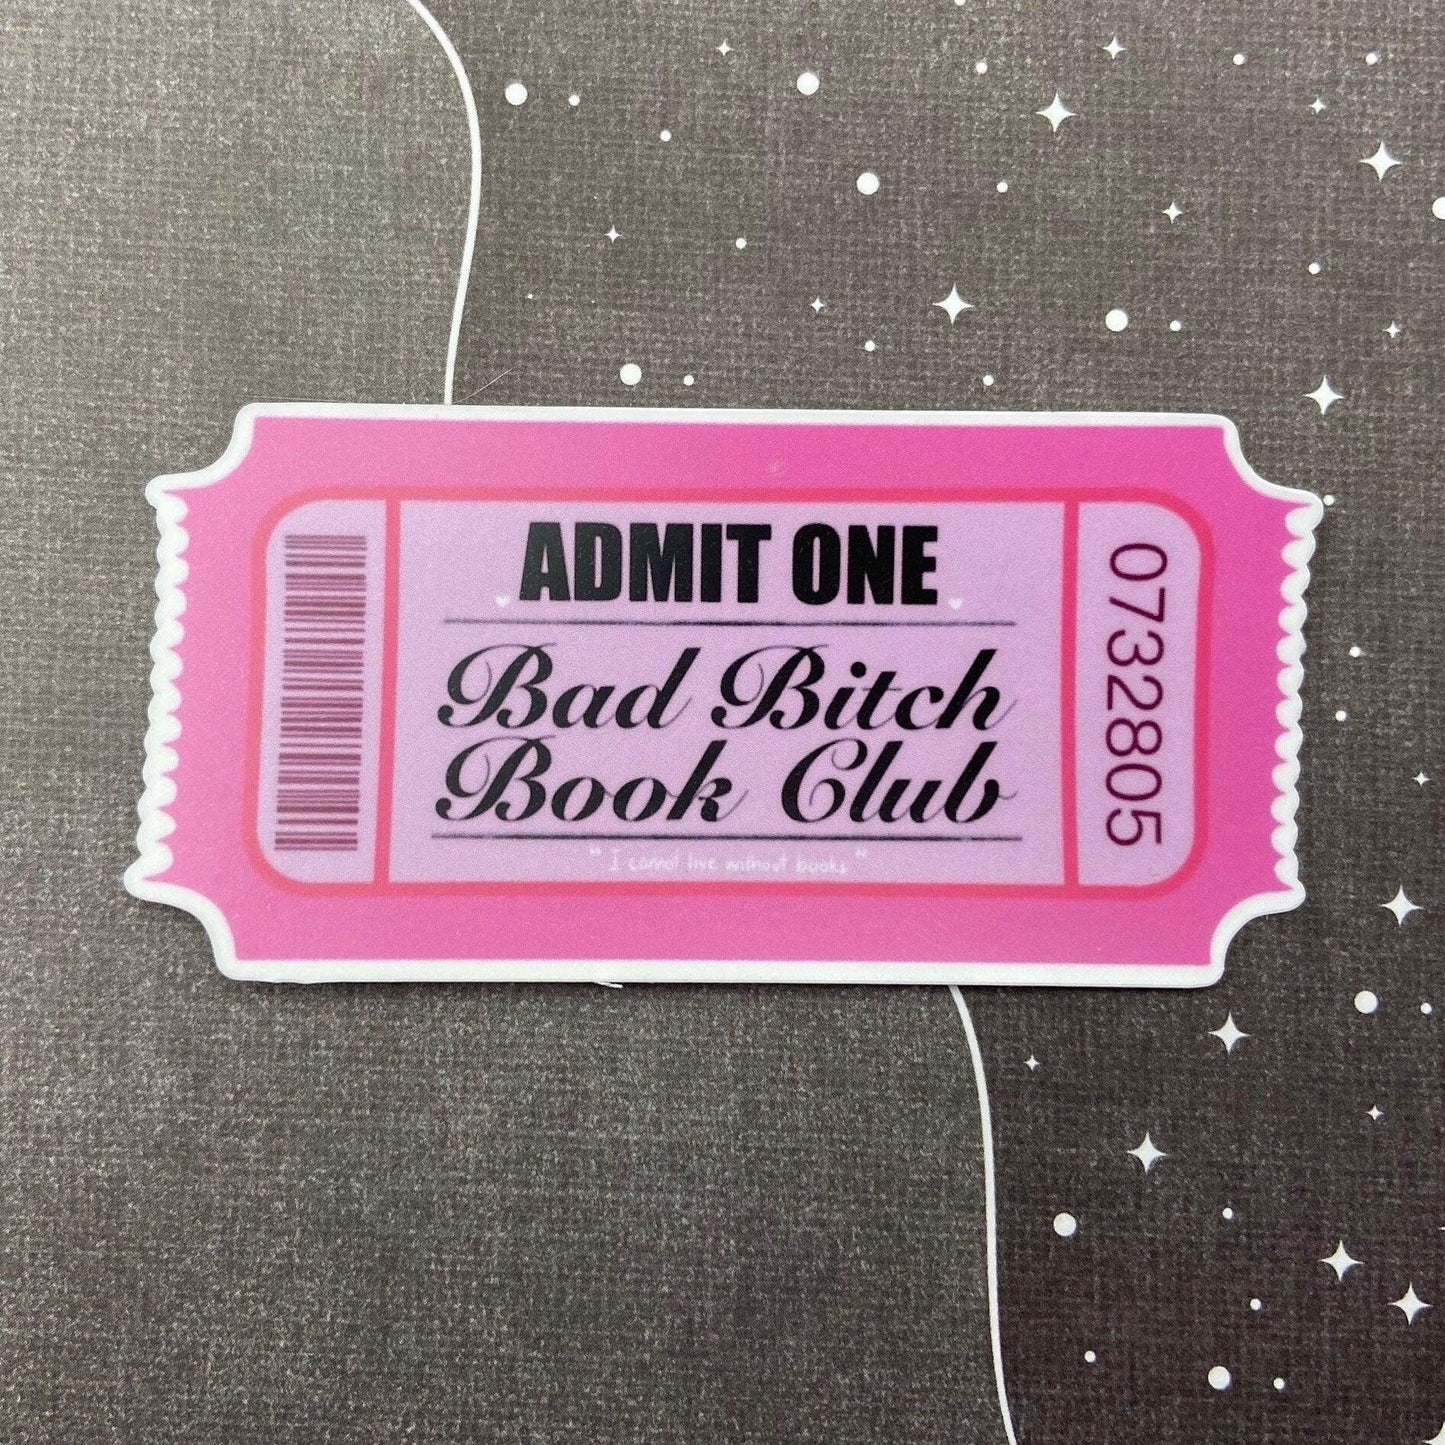 ADMIT ONE
Bad Bitch
Book Club
"I cannot live without books"
0732805